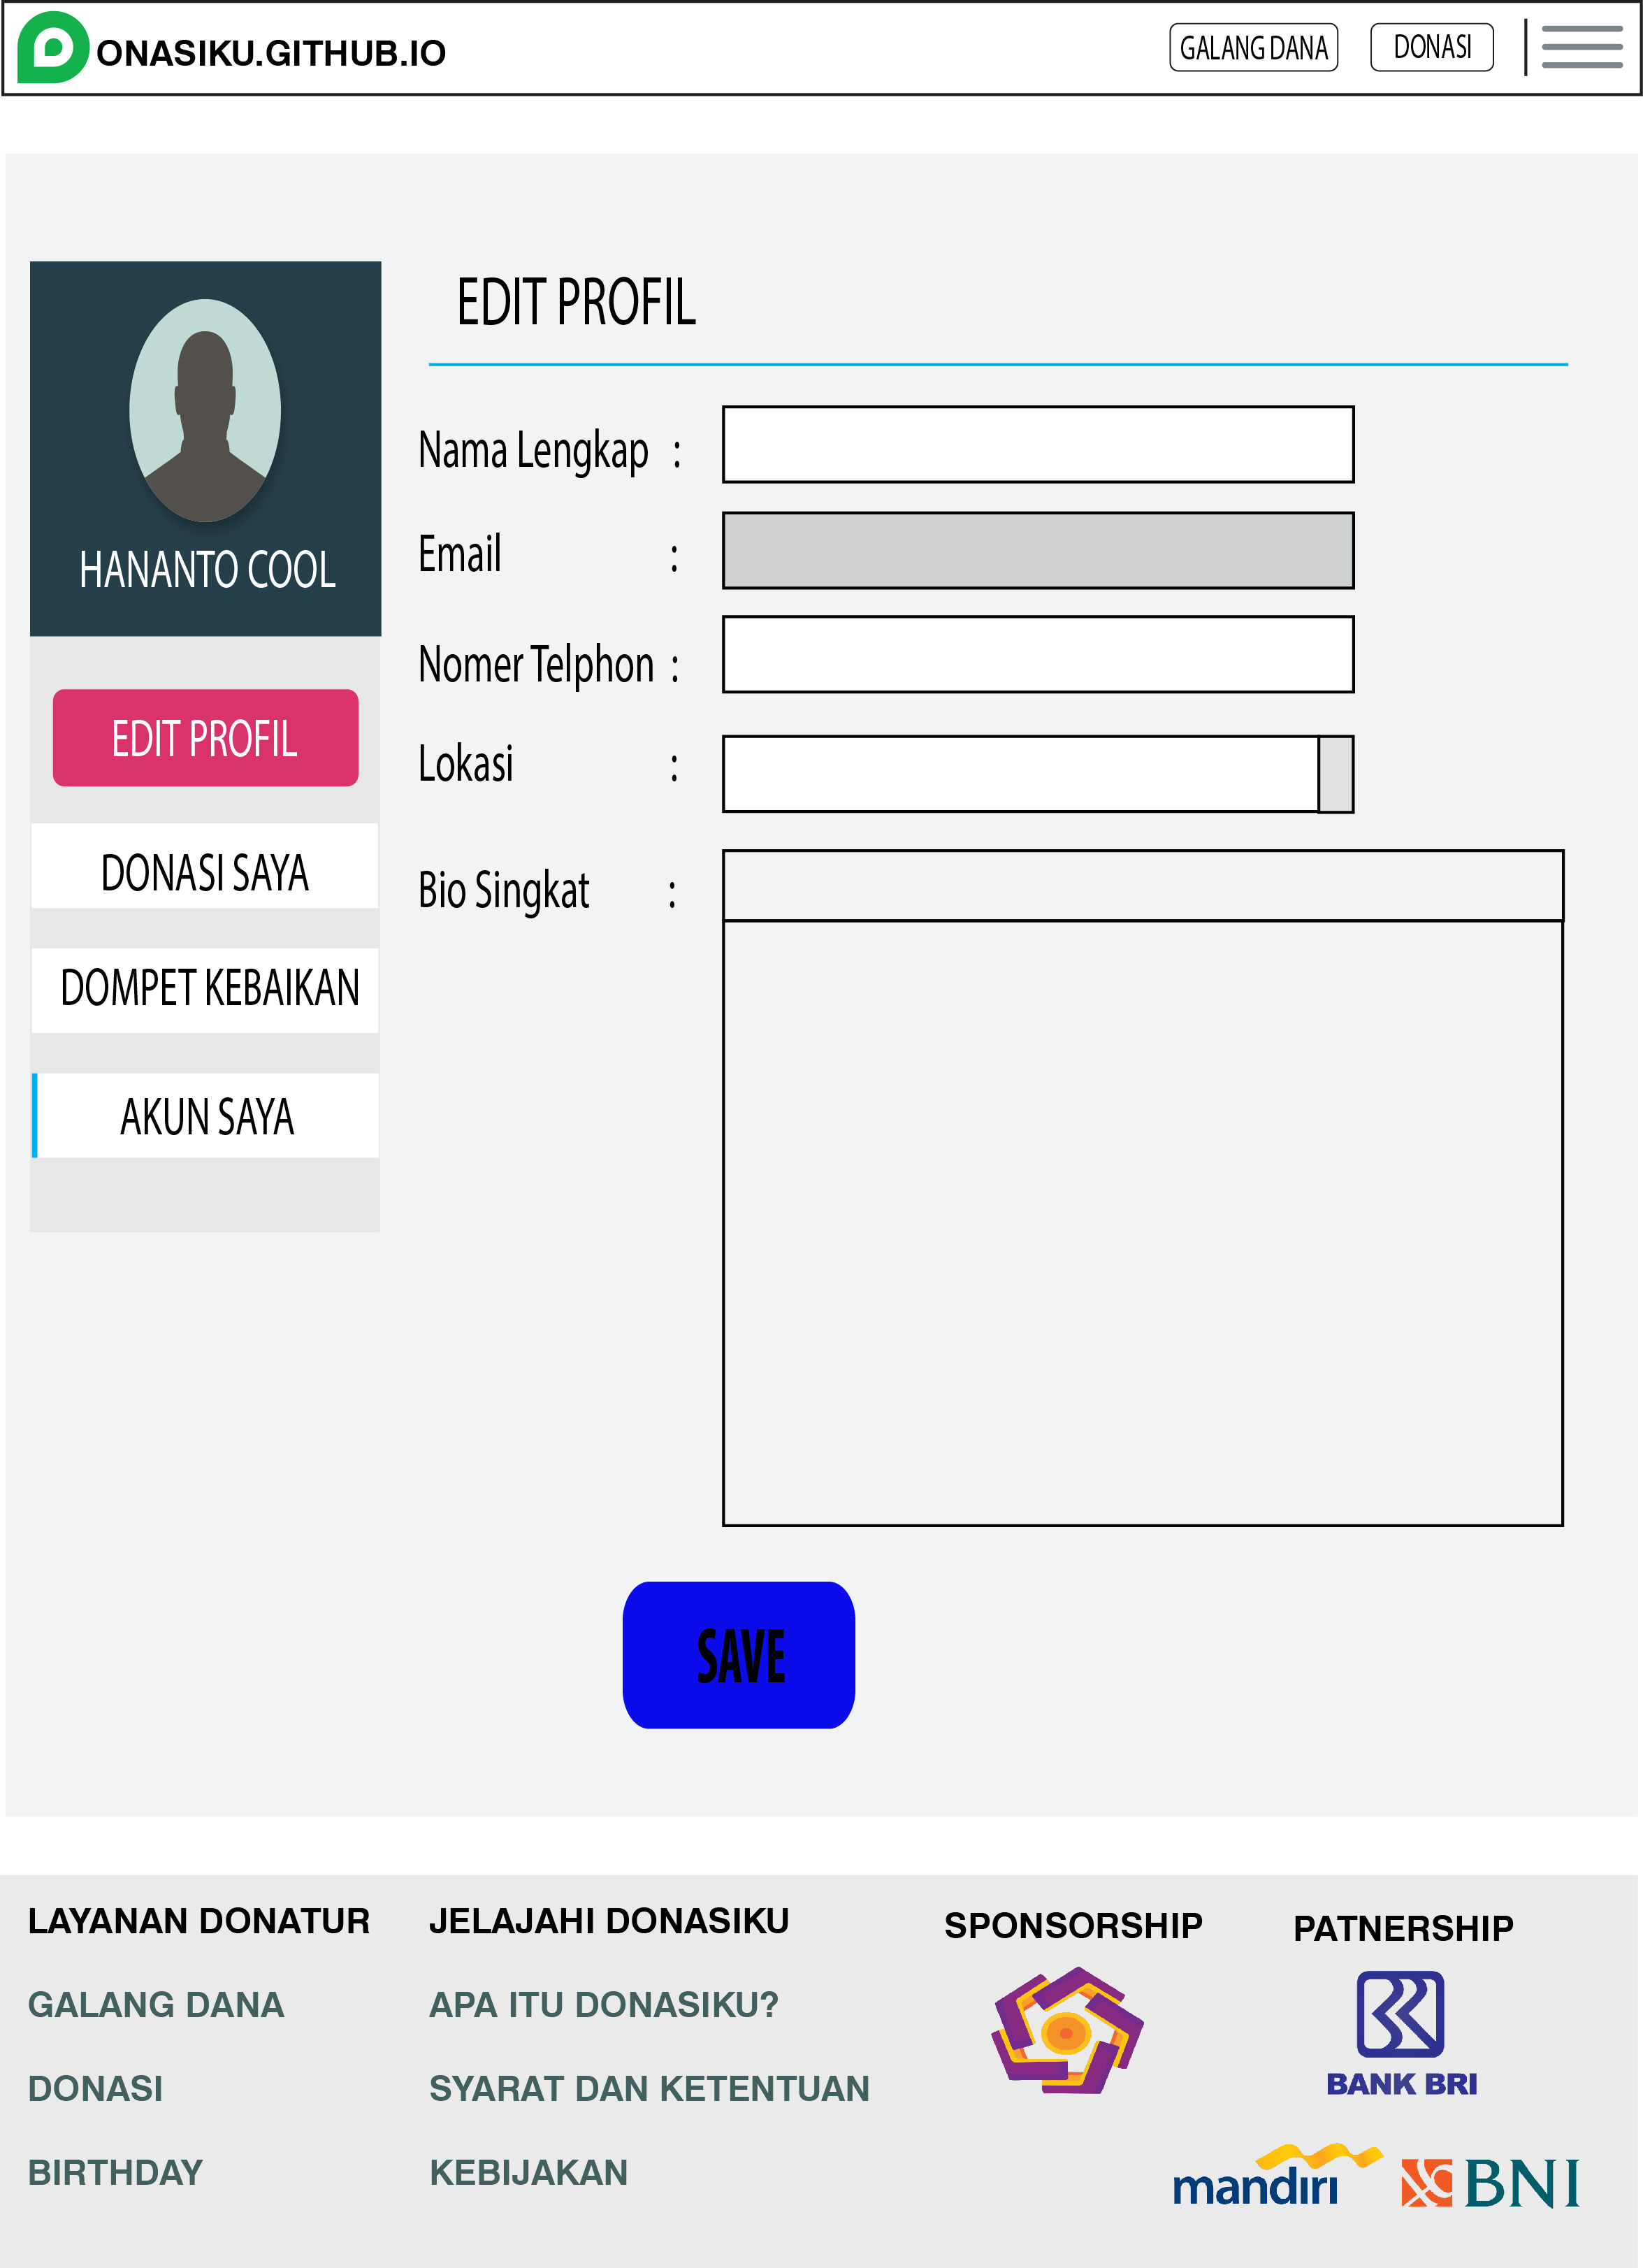 ONASIKU.GITHUB.IO
GALANG DANA
DONASI
HANANTO COOL
EDIT PROFIL
DONASI SAYA
DOMPET KEBAIKAN
AKUN SAYA
EDIT PROFIL
Nama Lengkap :
Email :
Nomer Telphon :
Lokasi :
Bio Singkat :
SAVE
LAYANAN DONATUR
GALANG DANA
DONASI
BIRTHDAY
JELAJAHI DONASIKU
APA ITU DONASIKU?
SYARAT DAN KETENTUAN
KEBIJAKAN
SPONSORSHIP
PATNERSHIP
BANK BRI
mandiri
BNI